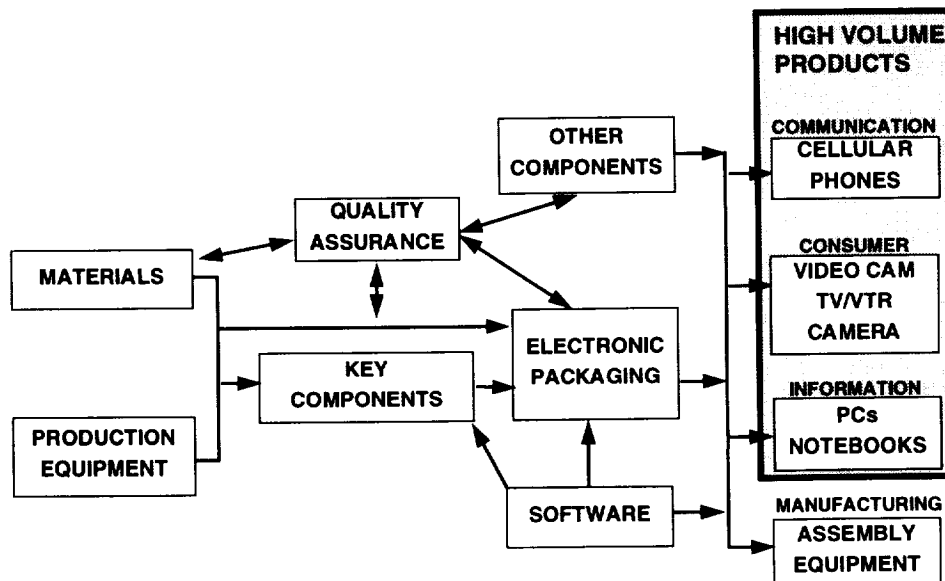 HIGH VOLUME
PRODUCTS
COMMUNICATION
CELLULAR
PHONES
OTHER
COMPONENTS
QUALITY
ASSURANCE
CONSUMER
VIDEO CAM
TV/VTR
CAMERA
MATERIALS
ELECTRONIC
PACKAGING
KEY
COMPONENTS
INFORMATION
PCs
NOTEBOOKS
PRODUCTION
EQUIPMENT
SOFTWARE
MANUFACTURING
ASSEMBLY
EQUIPMENT